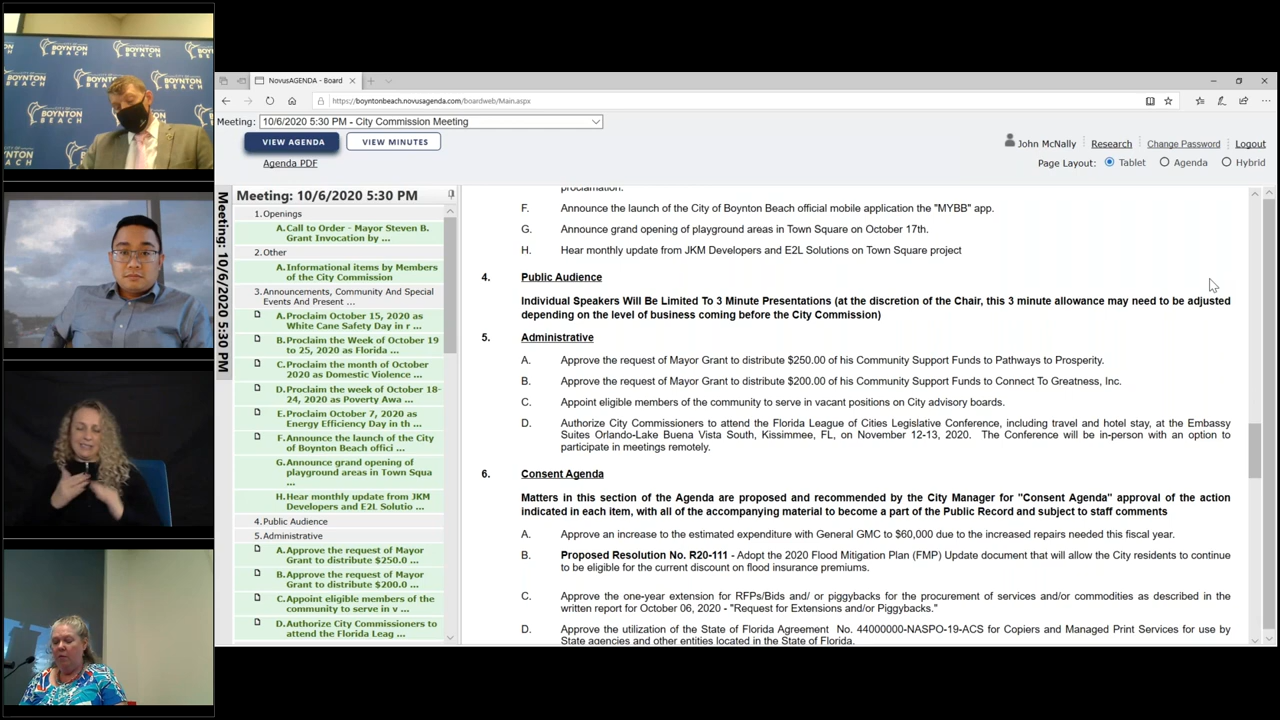 BOYNTON
BEACH
NovusAGENDA - Board
https://boyntonbeach.novusagenda.com/boardweb/Main.aspx
Meeting: 10/6/2020 5:30 PM - City Commission Meeting
VIEW AGENDA VIEW MINUTES
Agenda PDF
John McNally Research Change Password Logout
Page Layout: Tablet Agenda Hybrid
Meeting: 10/6/2020 5:30 PM
Meeting: 10/6/2020 5:30 PM
1.Openings
A.Call to Order - Mayor Steven B.
Grant Invocation by ...
2.Other
A.Informational items by Members
of the City Commission
3.Announcements, Community And Special
Events And Present ...
A.Proclaim October 15, 2020 as
White Cane Safety Day in r ...
B.Proclaim the Week of October 19
to 25, 2020 as Florida ...
C.Proclaim the month of October
2020 as Domestic Violence ...
D.Proclaim the week of October 18-
24, 2020 as Poverty Awa ...
E.Proclaim October 7, 2020 as
Energy Efficiency Day in th ...
F.Announce the launch of the City
of Boynton Beach offici ...
G.Announce grand opening of
playground areas in Town Squa
...
H.Hear monthly update from JKM
Developers and E2L Solutio ...
4.Public Audience
5.Administrative
A.Approve the request of Mayor
Grant to distribute $250.0 ...
B.Approve the request of Mayor
Grant to distribute $200.0 ...
C.Appoint eligible members of the
community to serve in v ...
D.Authorize City Commissioners to
attend the Florida Leag ...
proclamation.
F. Announce the launch of the City of Boynton Beach official mobile application the "MYBB" app.
G. Announce grand opening of playground areas in Town Square on October 17th.
H. Hear monthly update from JKM Developers and E2L Solutions on Town Square project
4. Public Audience
Individual Speakers Will Be Limited To 3 Minute Presentations (at the discretion of the Chair, this 3 minute allowance may need to be adjusted
depending on the level of business coming before the City Commission)
5. Administrative
A. Approve the request of Mayor Grant to distribute $250.00 of his Community Support Funds to Pathways to Prosperity.
B. Approve the request of Mayor Grant to distribute $200.00 of his Community Support Funds to Connect To Greatness, Inc.
C. Appoint eligible members of the community to serve in vacant positions on City advisory boards.
D. Authorize City Commissioners to attend the Florida League of Cities Legislative Conference, including travel and hotel stay, at the Embassy
Suites Orlando-Lake Buena Vista South, Kissimmee, FL, on November 12-13, 2020. The Conference will be in-person with an option to
participate in meetings remotely.
6. Consent Agenda
Matters in this section of the Agenda are proposed and recommended by the City Manager for "Consent Agenda" approval of the action
indicated in each item, with all of the accompanying material to become a part of the Public Record and subject to staff comments
A. Approve an increase to the estimated expenditure with General GMC to $60,000 due to the increased repairs needed this fiscal year.
B. Proposed Resolution No. R20-111 - Adopt the 2020 Flood Mitigation Plan (FMP) Update document that will allow the City residents to continue
to be eligible for the current discount on flood insurance premiums.
C. Approve the one-year extension for RFPs/Bids and/ or piggybacks for the procurement of services and/or commodities as described in the
written report for October 06, 2020 - "Request for Extensions and/or Piggybacks."
D. Approve the utilization of the State of Florida Agreement No. 44000000-NASPO-19-ACS for Copiers and Managed Print Services for use by
State agencies and other entities located in the State of Florida.